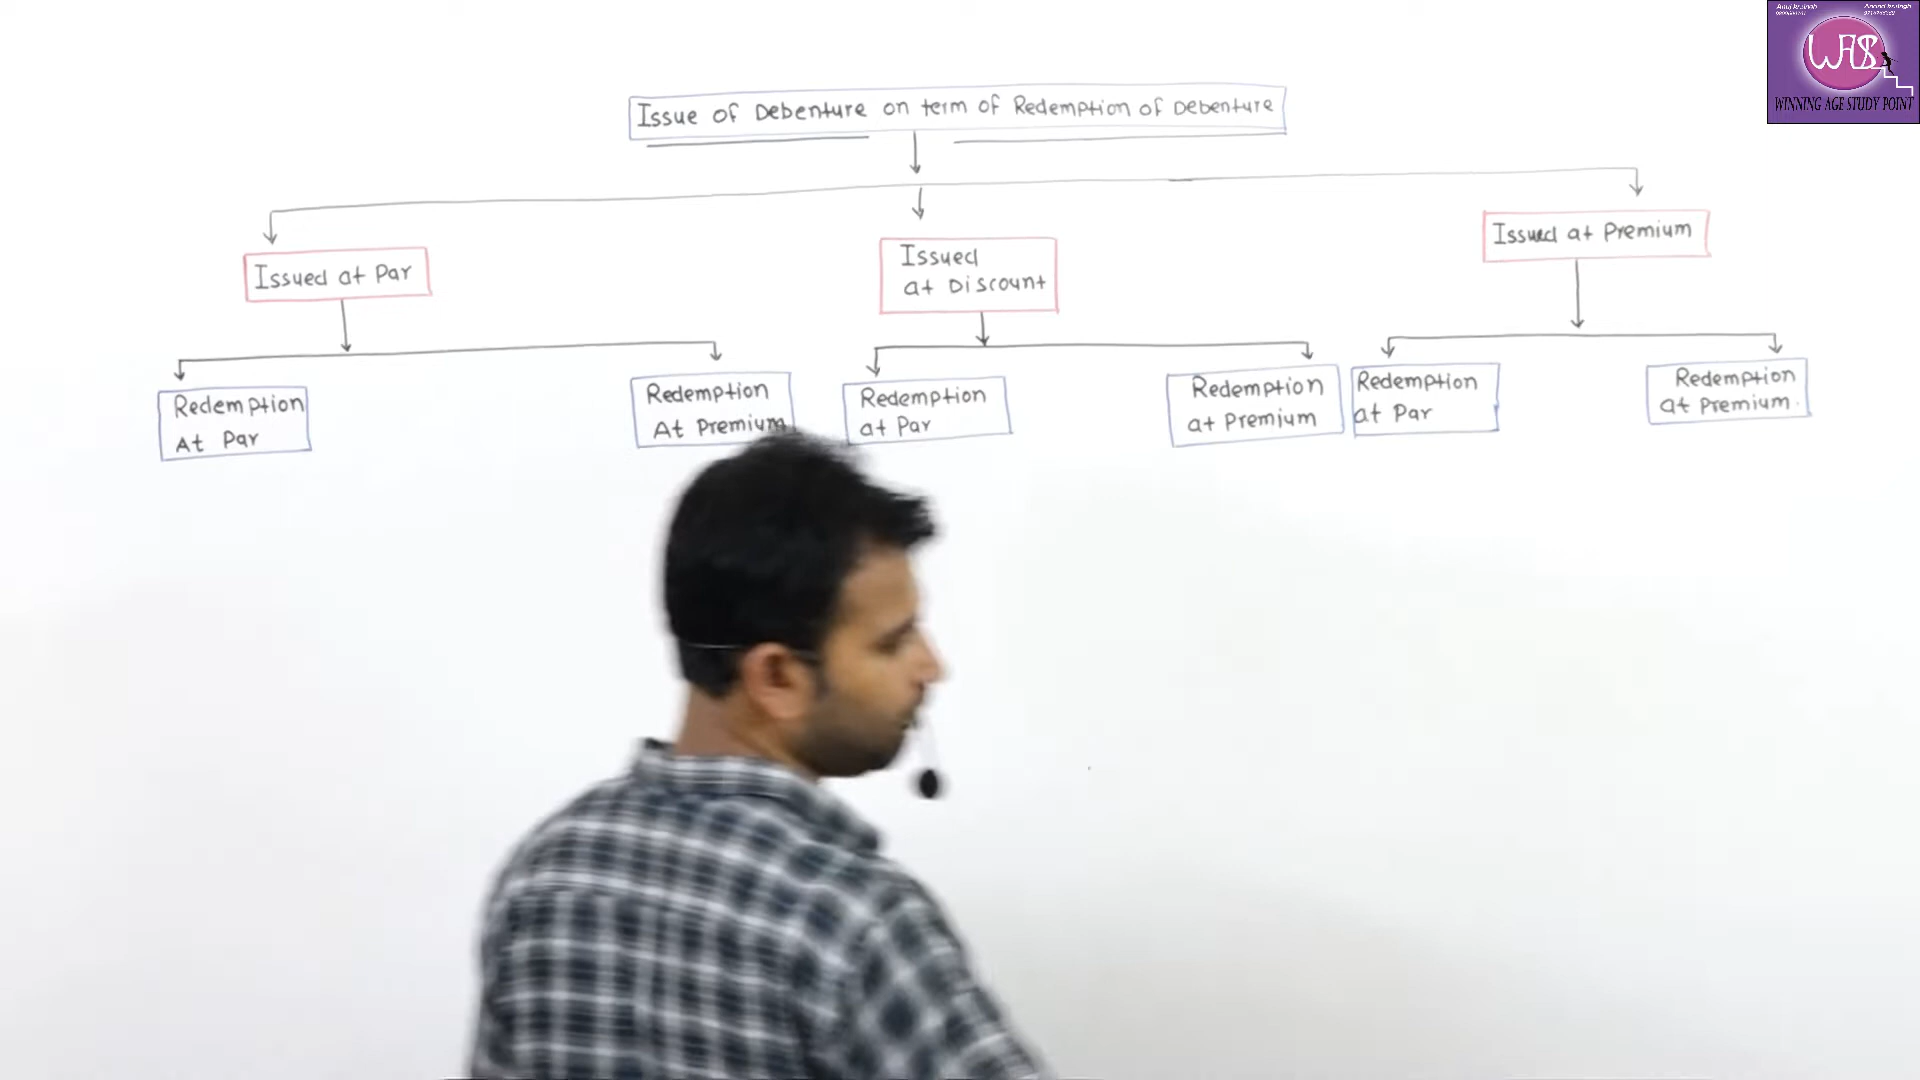 Issue of Debenture on term of Redemption of Debenture
Issued at Par
Issued
at Discount
Issued at Premium
Redemption
At Par
Redemption
At Premium
Redemption
at Par
Redemption
at Premium
Redemption
at Par
Redemption
at Premium.
WAS
WINNING AGE STUDY POINT